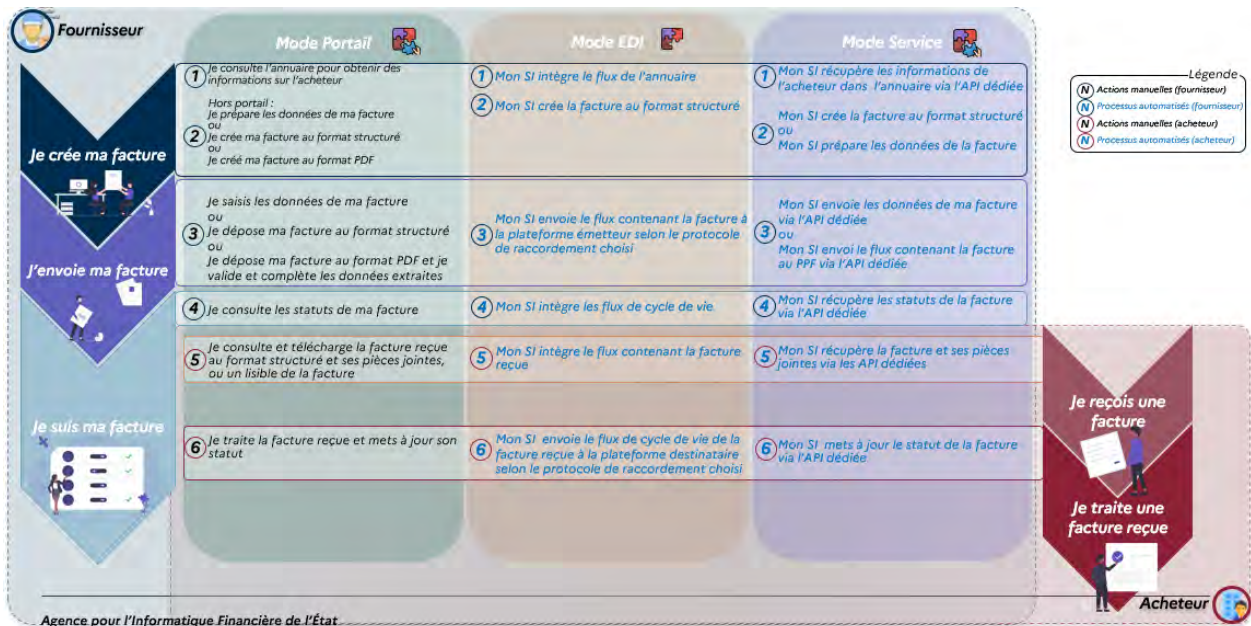 Fournisseur
Mode Portail
Mode EDI
Mode Service
Légende
N Actions manuelles (fournisseur)
N Processus automatisés (fournisseur)
N Actions manuelles (acheteur)
N Processus automatisés (acheteur)
Je crée ma facture
1 Je consulte l'annuaire pour obtenir des
informations sur l'acheteur
Hors portail :
Je prépare les données de ma facture
ou
2 Je crée ma facture au format structuré
ou
Je créé ma facture au format PDF
1 Mon SI intègre le flux de l'annuaire
2 Mon SI crée la facture au format structuré
1 Mon SI récupère les informations de
l'acheteur dans l'annuaire via l'API dédiée
Mon SI crée la facture au format structuré
2 ou
Mon SI prépare les données de la facture
J'envoie ma facture
Je saisis les données de ma facture
ou
3 Je dépose ma facture au format structuré
ou
Je dépose ma facture au format PDF et je
valide et complète les données extraites
Mon SI envoie le flux contenant la facture à
3 la plateforme émetteur selon le protocole
de raccordement choisi
Mon SI envoie les données de ma facture
via l'API dédiée
3 ou
Mon SI envoi le flux contenant la facture
au PPF via l'API dédiée
Je suis ma facture
4 Je consulte les statuts de ma facture
4 Mon SI intègre les flux de cycle de vie
4 Mon SI récupère les statuts de la facture
via l'API dédiée
Je consulte et télécharge la facture reçue
5 au format structuré et ses pièces jointes,
ou un lisible de la facture
5 Mon SI intègre le flux contenant la facture
reçue
5 Mon SI récupère la facture et ses pièces
jointes via les API dédiées
Je reçois une
facture
6 Je traite la facture reçue et mets à jour son
statut
Mon SI envoie le flux de cycle de vie de la
6 facture reçue à la plateforme destinataire
selon le protocole de raccordement choisi
6 Mon SI mets à jour le statut de la facture
via l'API dédiée
Je traite une
facture reçue
Acheteur
Agence pour l'Informatique Financière de l'État